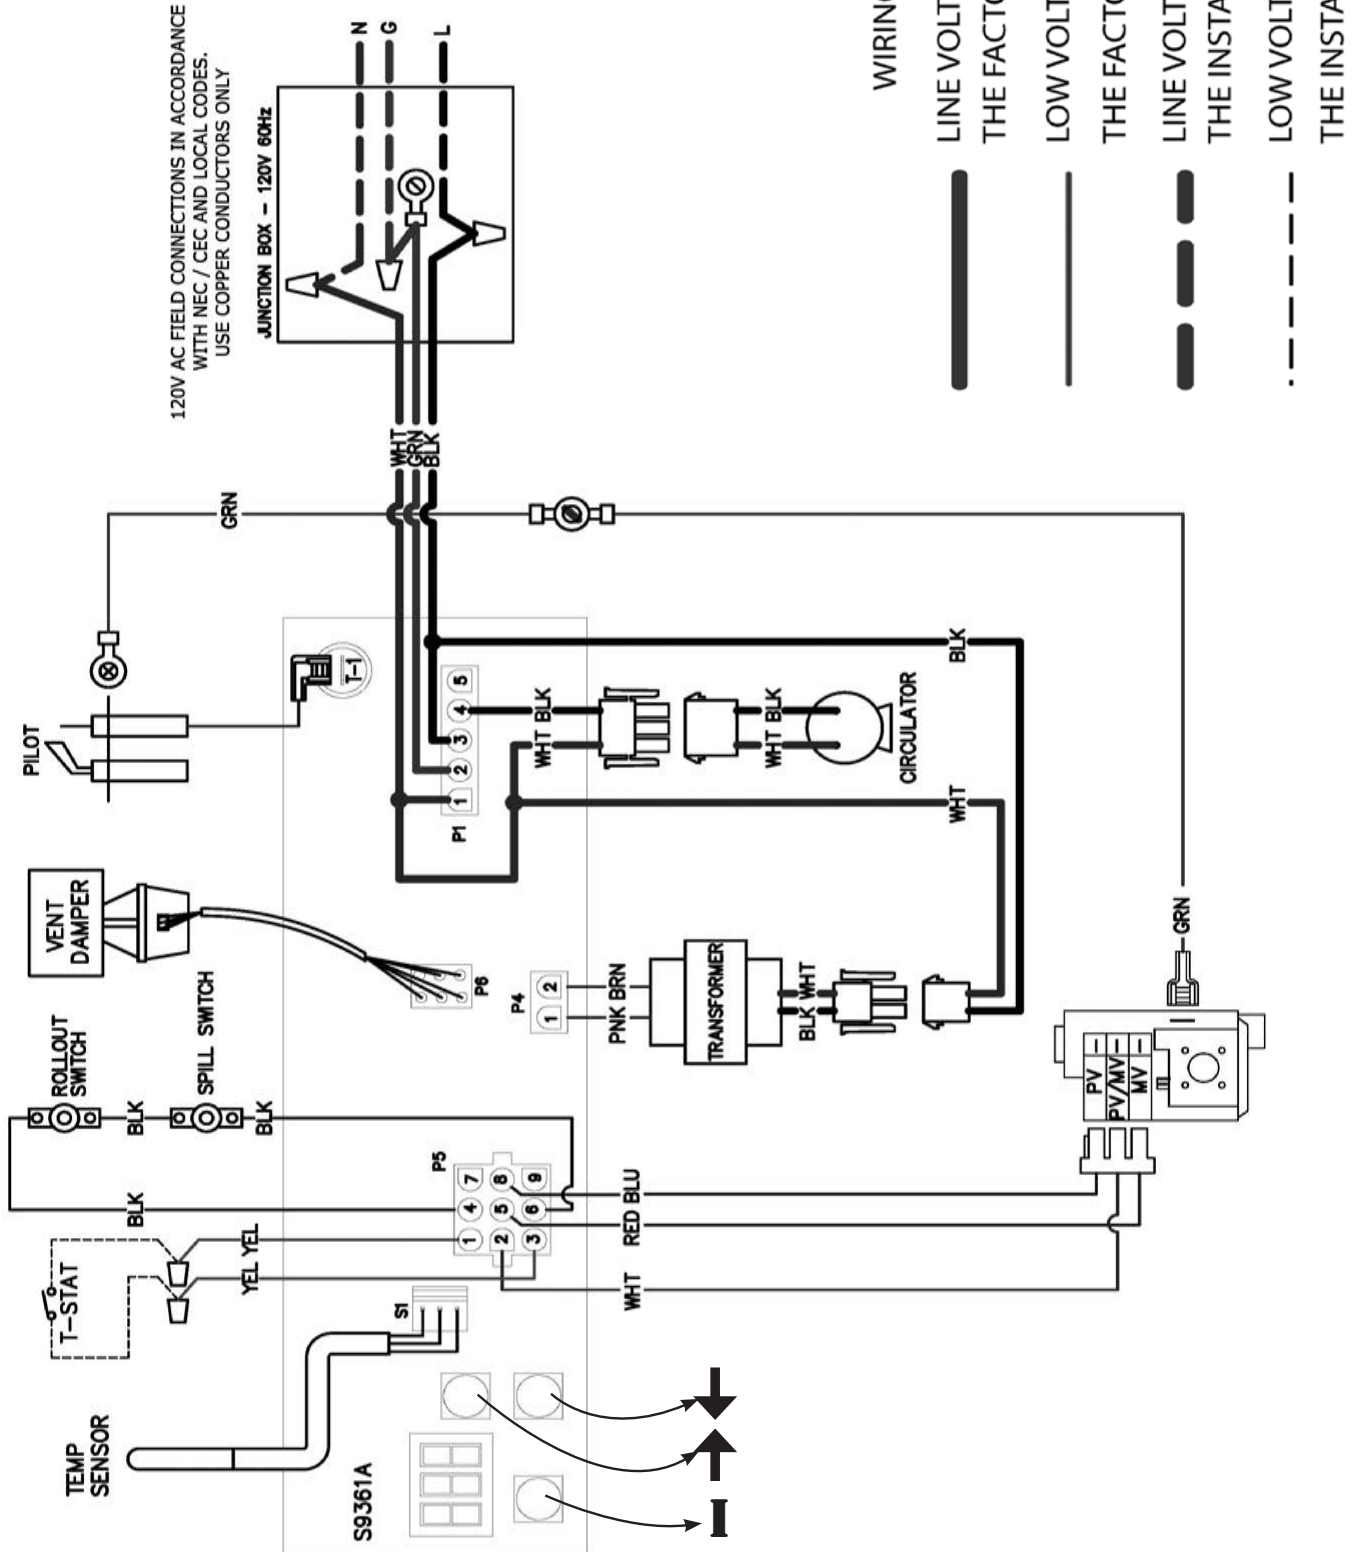 120V AC FIELD CONNECTIONS IN ACCORDANCE
WITH NEC / CEC AND LOCAL CODES.
USE COPPER CONDUCTORS ONLY
JUNCTION BOX – 120V 60Hz
N
G
L
WHT
GRN
BLK
GRN
PILOT
T-1
VENT
DAMPER
P6
ROLLOUT
SWITCH
SPILL SWITCH
BLK
BLK
BLK
T-STAT
YEL
YEL
TEMP
SENSOR
S9361A
S1
P5
1 2 3
4 5 6
7 8 9
P4
1 2
P1
1 2 3 4 5
WHT
RED
BLU
PNK
BRN
TRANSFORMER
BLK
WHT
WHT
BLK
WHT
BLK
CIRCULATOR
WHT
BLK
GRN
PV
PV/MV
MV
I
WIRING
LINE VOLT
THE FACTO
LOW VOLT
THE FACTO
LINE VOLT
THE INSTA
LOW VOLT
THE INSTA